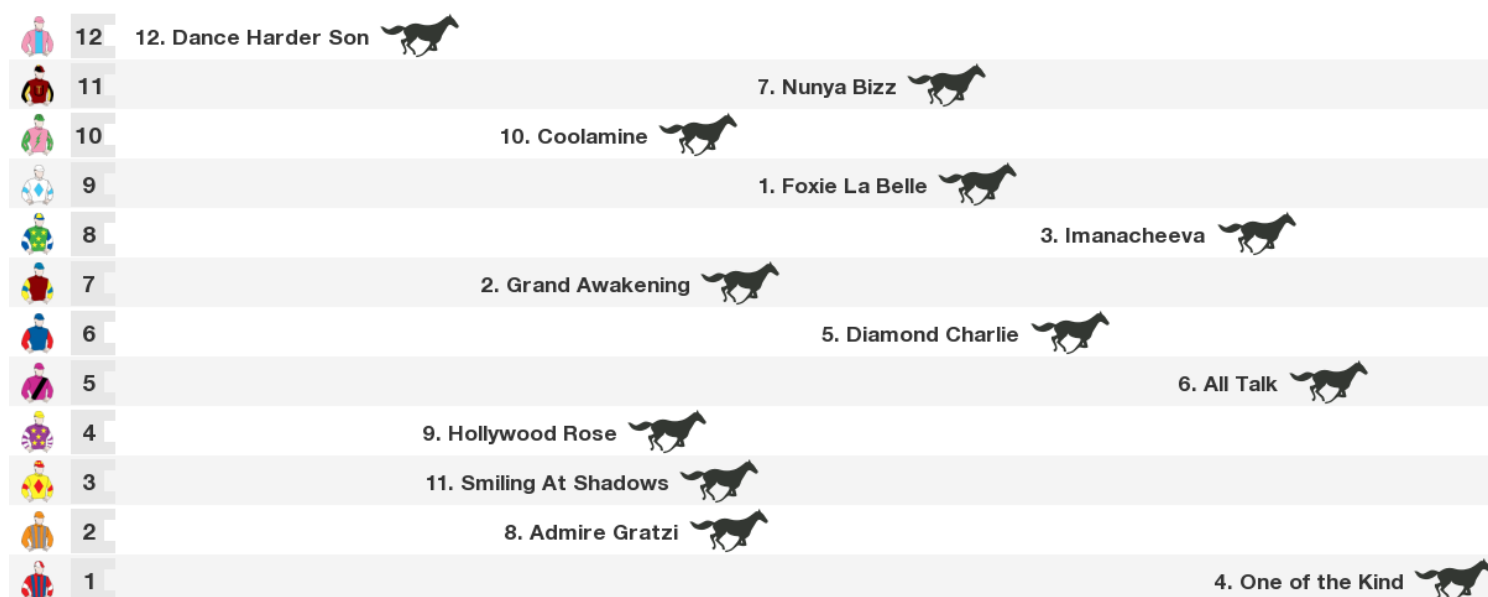 12 12. Dance Harder Son
11 7. Nunya Bizz
10 10. Coolamine
9 1. Foxie La Belle
8 3. Imanacheeva
7 2. Grand Awakening
6 5. Diamond Charlie
5 6. All Talk
4 9. Hollywood Rose
3 11. Smiling At Shadows
2 8. Admire Gratzi
1 4. One of the Kind